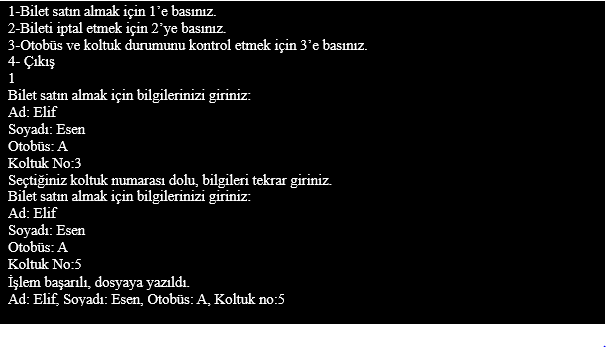 1-Bilet satın almak için 1’e basınız.
2-Bileti iptal etmek için 2’ye basınız.
3-Otobüs ve koltuk durumunu kontrol etmek için 3’e basınız.
4- Çıkış
1
Bilet satın almak için bilgilerinizi giriniz:
Ad: Elif
Soyadı: Esen
Otobüs: A
Koltuk No:3
Seçtiğiniz koltuk numarası dolu, bilgileri tekrar giriniz.
Bilet satın almak için bilgilerinizi giriniz:
Ad: Elif
Soyadı: Esen
Otobüs: A
Koltuk No:5
İşlem başarılı, dosyaya yazıldı.
Ad: Elif, Soyadı: Esen, Otobüs: A, Koltuk no:5